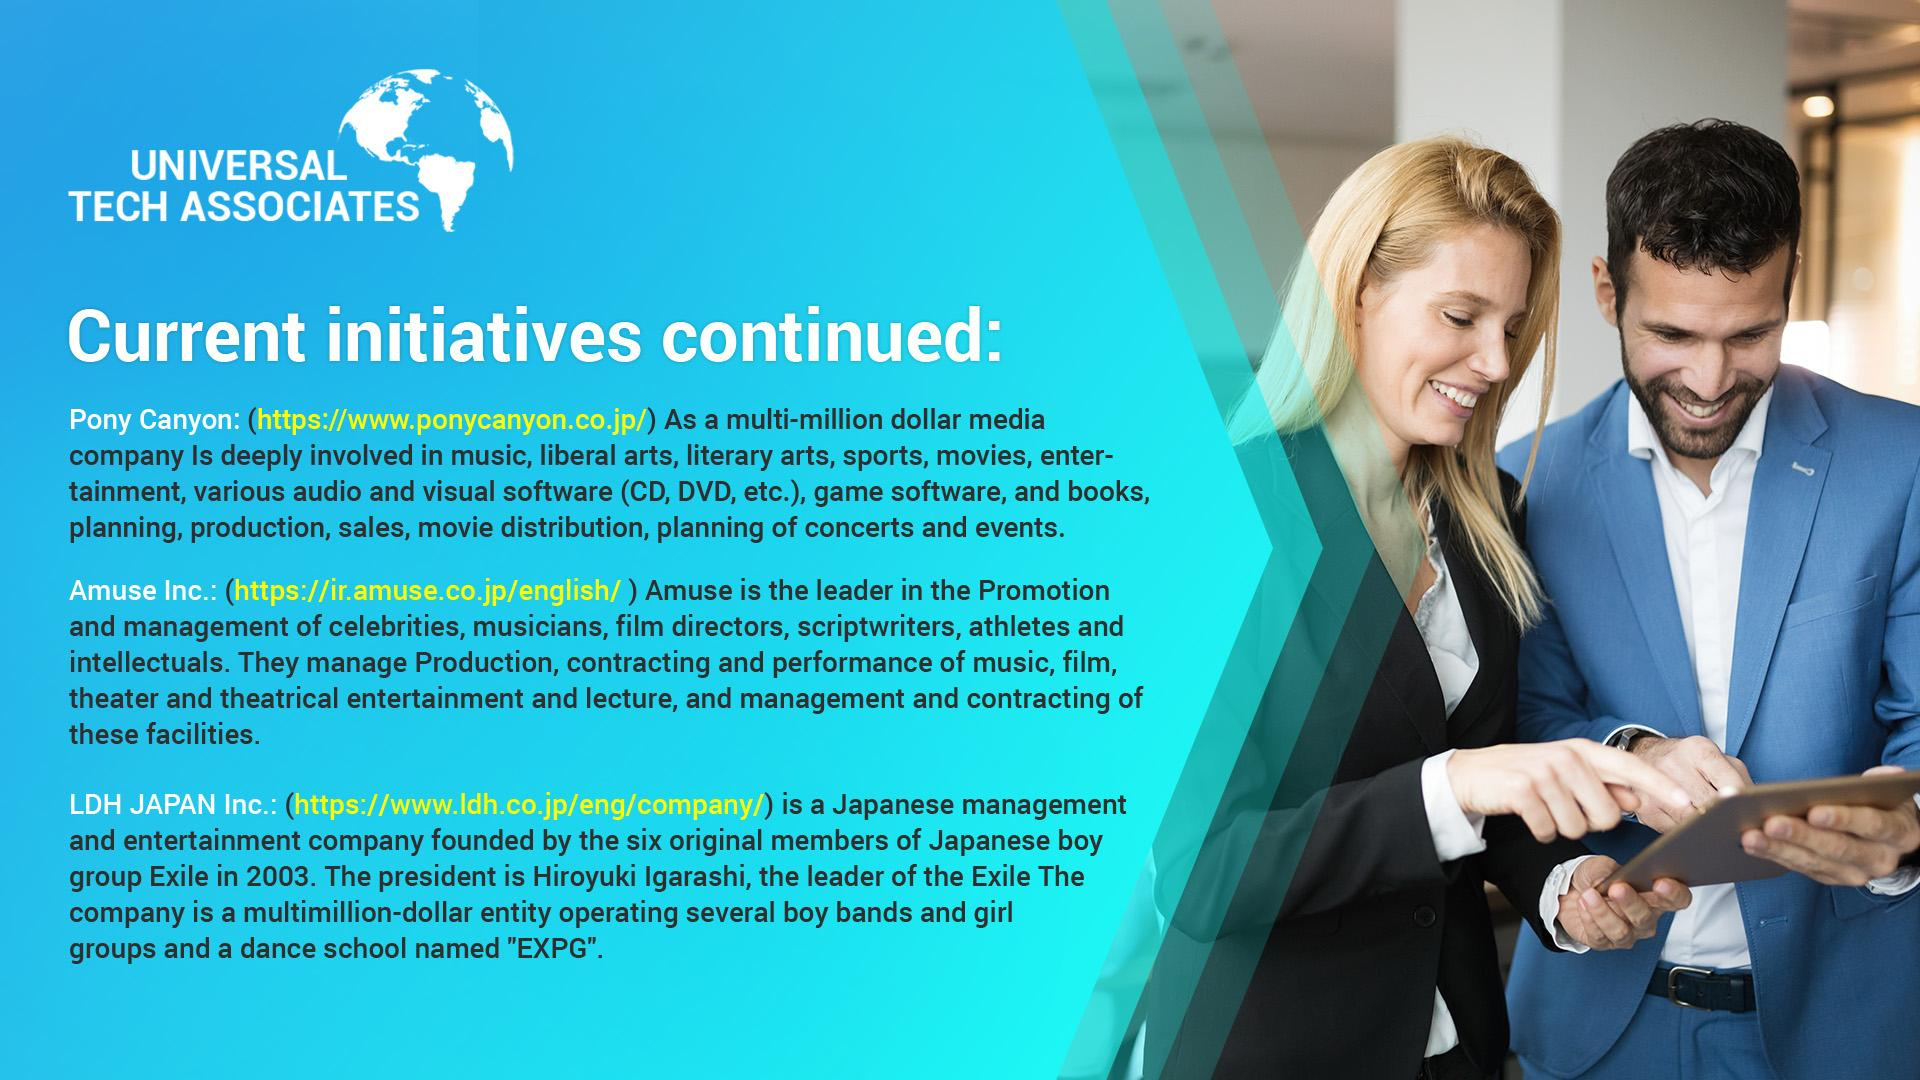 UNIVERSAL
TECH ASSOCIATES
Current initiatives continued:
Pony Canyon: (https://www.ponycanyon.co.jp/) As a multi-million dollar media
company Is deeply involved in music, liberal arts, literary arts, sports, movies, enter-
tainment, various audio and visual software (CD, DVD, etc.), game software, and books,
planning, production, sales, movie distribution, planning of concerts and events.
Amuse Inc.: (https://ir.amuse.co.jp/english/ ) Amuse is the leader in the Promotion
and management of celebrities, musicians, film directors, scriptwriters, athletes and
intellectuals. They manage Production, contracting and performance of music, film,
theater and theatrical entertainment and lecture, and management and contracting of
these facilities.
LDH JAPAN Inc.: (https://www.ldh.co.jp/eng/company/) is a Japanese management
and entertainment company founded by the six original members of Japanese boy
group Exile in 2003. The president is Hiroyuki Igarashi, the leader of the Exile The
company is a multimillion-dollar entity operating several boy bands and girl
groups and a dance school named "EXPG".